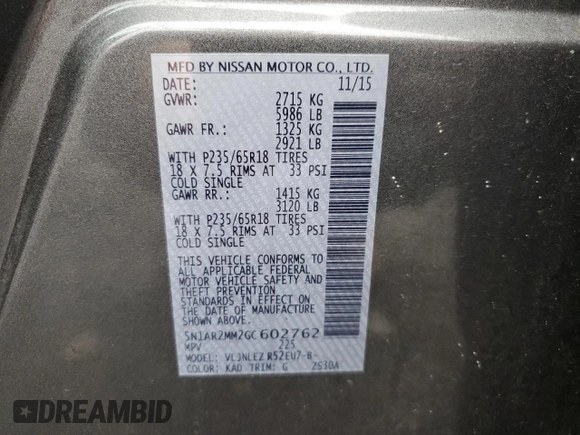 MFD BY NISSAN MOTOR CO., LTD.
DATE: 11/15
GVWR: 2715 KG
5986 LB
GAWR FR.: 1325 KG
2921 LB
WITH P235/65R18 TIRES
18 X 7.5 RIMS AT 33 PSI
COLD SINGLE
GAWR RR.: 1415 KG
3120 LB
WITH P235/65R18 TIRES
18 X 7.5 RIMS AT 33 PSI
COLD SINGLE
THIS VEHICLE CONFORMS TO
ALL APPLICABLE FEDERAL
MOTOR VEHICLE SAFETY AND
THEFT PREVENTION
STANDARDS IN EFFECT ON
THE DATE OF MANUFACTURE
SHOWN ABOVE.
5N1AR2MM2GC602762
MPV 225
MODEL: VL3NLEZ R52EU7-B-
COLOR: KAD TRIM: G 2S30A
DREAMBID